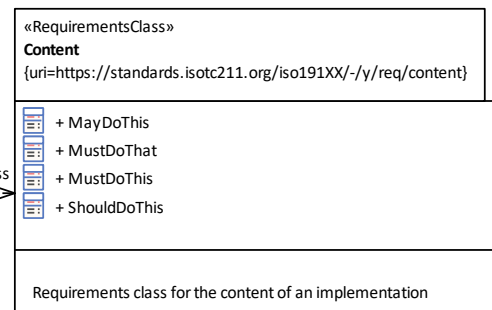 «RequirementsClass»
Content
{uri=https://standards.isotc211.org/iso191XX/-/y/req/content}
+ MayDoThis
+ MustDoThat
+ MustDoThis
+ ShouldDoThis
Requirements class for the content of an implementation